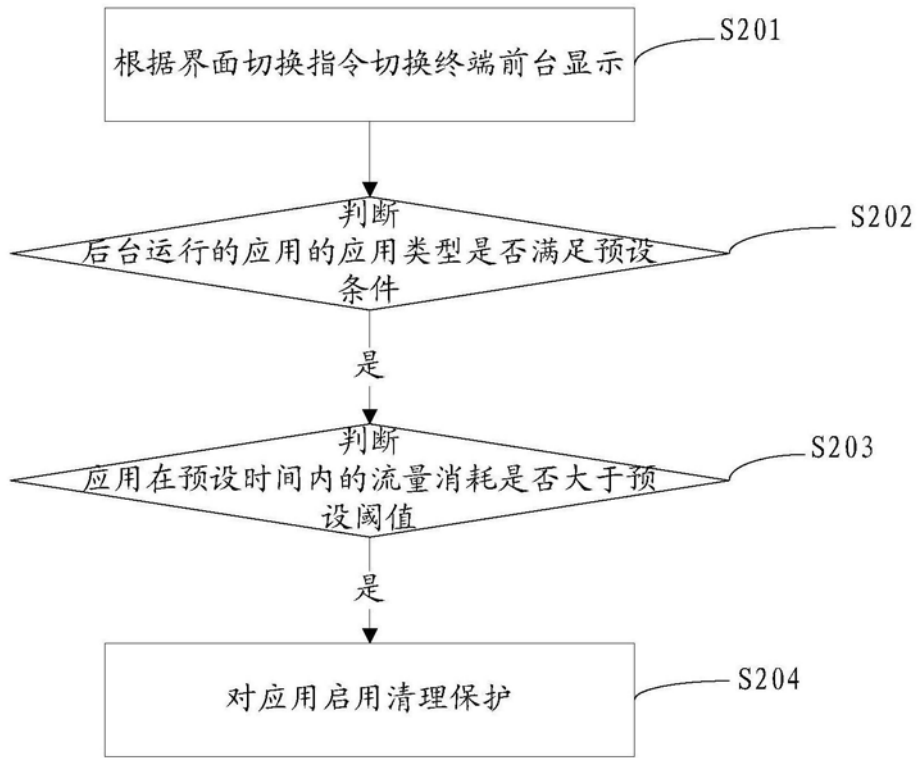 S201
根据界面切换指令切换终端前台显示
S202
判断
后台运行的应用的应用类型是否满足预设
条件
是
S203
判断
应用在预设时间内的流量消耗是否大于预
设阈值
是
S204
对应用启用清理保护